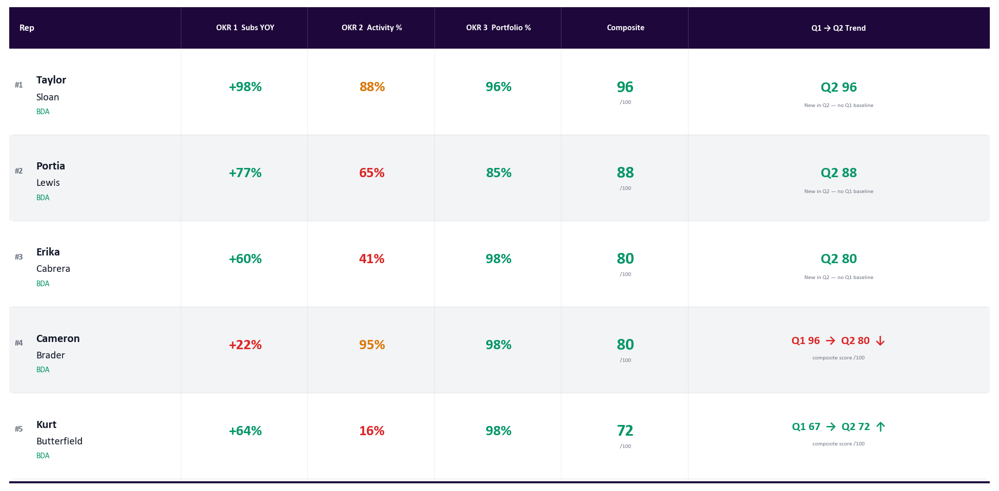 Rep OKR 1 Subs YOY OKR 2 Activity % OKR 3 Portfolio % Composite Q1 → Q2 Trend
#1 Taylor +98% 88% 96% 96 Q2 96
Sloan /100 New in Q2 — no Q1 baseline
BDA
#2 Portia +77% 65% 85% 88 Q2 88
Lewis /100 New in Q2 — no Q1 baseline
BDA
#3 Erika +60% 41% 98% 80 Q2 80
Cabrera /100 New in Q2 — no Q1 baseline
BDA
#4 Cameron +22% 95% 98% 80 Q1 96 → Q2 80 ↓
Brader /100 composite score /100
BDA
#5 Kurt +64% 16% 98% 72 Q1 67 → Q2 72 ↑
Butterfield /100 composite score /100
BDA